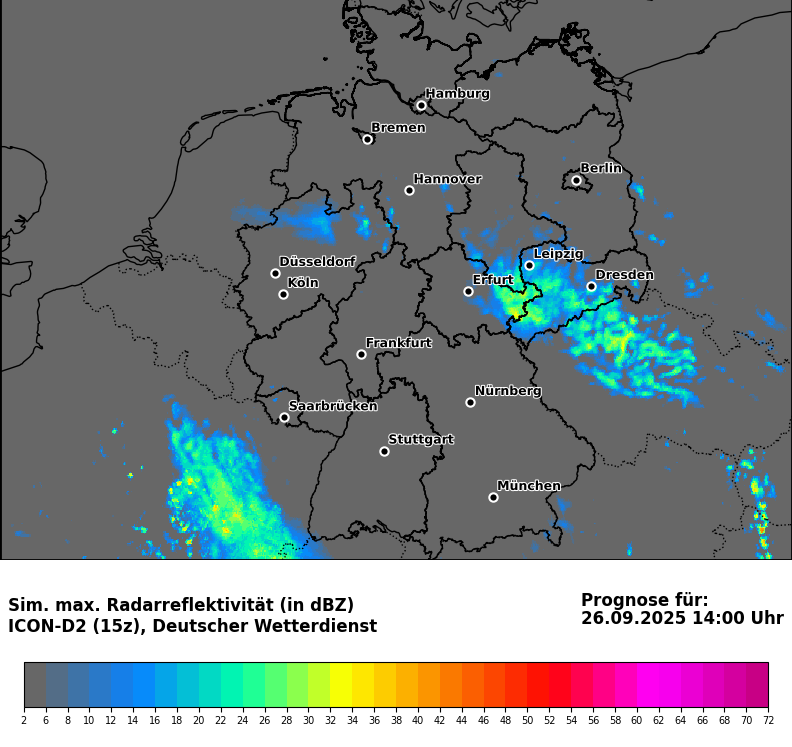 Hamburg
Bremen
Berlin
Hannover
Leipzig
Düsseldorf
Dresden
Köln
Erfurt
Frankfurt
Nürnberg
Saarbrücken
Stuttgart
München
Sim. max. Radarreflektivität (in dBZ)
ICON-D2 (15z), Deutscher Wetterdienst
Prognose für:
26.09.2025 14:00 Uhr
2 6 8 10 12 14 16 18 20 22 24 26 28 30 32 34 36 38 40 42 44 46 48 50 52 54 56 58 60 62 64 66 68 70 72